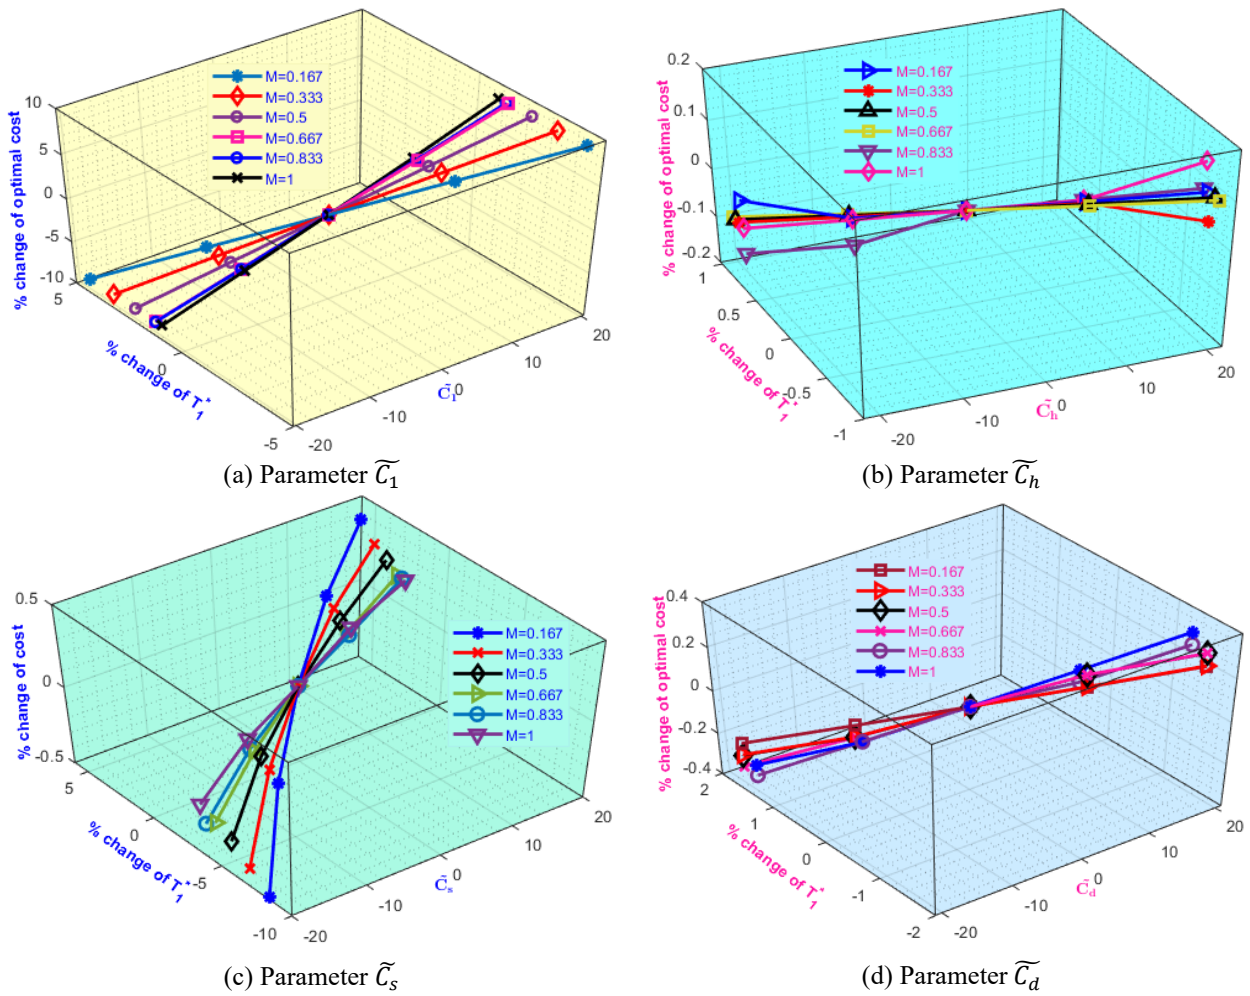 % change of optimal cost
10
5
0
-5
-10
M=0.167
M=0.333
M=0.5
M=0.667
M=0.833
M=1
5
0
-5
% change of T₁*
-20
-10
0
10
20
C̃₁
(a) Parameter C̃₁
% change of optimal cost
0.2
0.1
0
-0.1
-0.2
M=0.167
M=0.333
M=0.5
M=0.667
M=0.833
M=1
1
0.5
0
-0.5
-1
% change of T₁*
-20
-10
0
10
20
C̃ₕ
(b) Parameter C̃ₕ
% change of cost
0.5
0
-0.5
M=0.167
M=0.333
M=0.5
M=0.667
M=0.833
M=1
5
0
-5
-10
% change of T₁*
-20
-10
0
10
20
C̃ₛ
(c) Parameter C̃ₛ
% change of optimal cost
0.4
0.2
0
-0.2
-0.4
M=0.167
M=0.333
M=0.5
M=0.667
M=0.833
M=1
2
1
0
-1
-2
% change of T₁*
-20
-10
0
10
20
C̃_d
(d) Parameter C̃_d